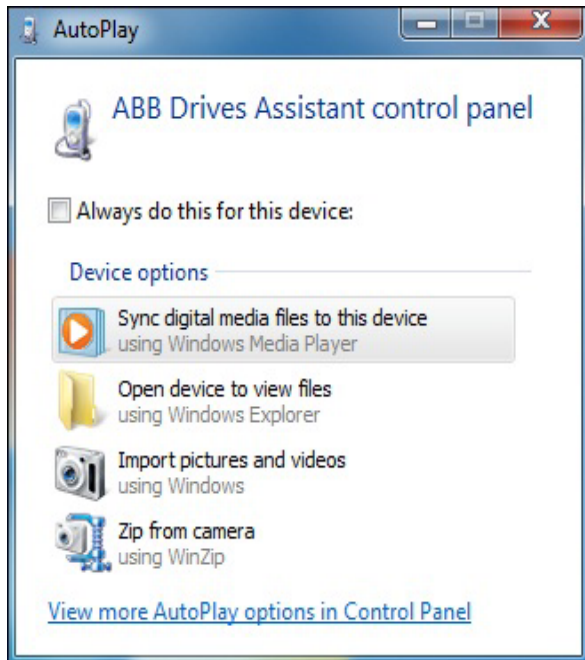 AutoPlay
ABB Drives Assistant control panel
Always do this for this device:
Device options
Sync digital media files to this device
using Windows Media Player
Open device to view files
using Windows Explorer
Import pictures and videos
using Windows
Zip from camera
using WinZip
View more AutoPlay options in Control Panel